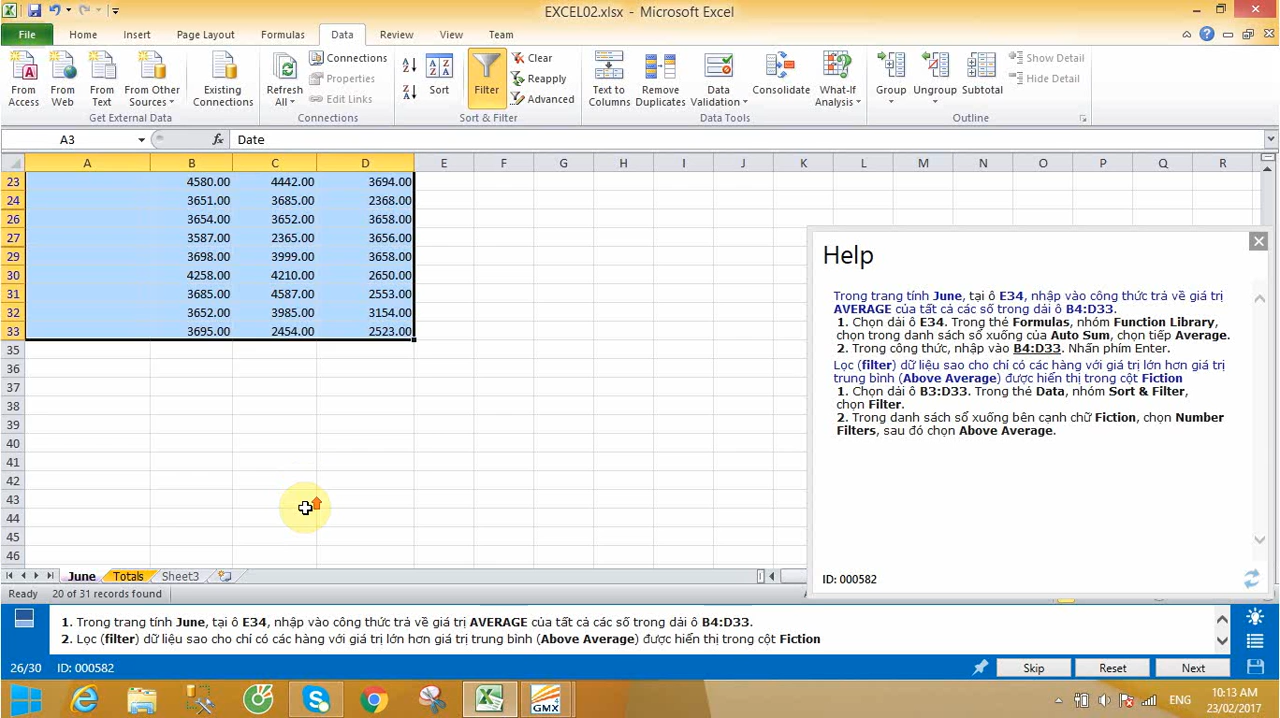 EXCEL02.xlsx - Microsoft Excel
File Home Insert Page Layout Formulas Data Review View Team
From Access
From Web
From Text
From Other Sources
Existing Connections
Get External Data
Refresh All
Connections
Properties
Edit Links
Connections
Sort
Filter
Clear
Reapply
Advanced
Sort & Filter
Text to Columns
Remove Duplicates
Data Validation
Consolidate
What-If Analysis
Data Tools
Group
Ungroup
Subtotal
Show Detail
Hide Detail
Outline
A3 fx Date
A B C D E F G H I J K L M N O P Q R
23 4580.00 4442.00 3694.00
24 3651.00 3685.00 2368.00
26 3654.00 3652.00 3658.00
27 3587.00 2365.00 3656.00
29 3698.00 3999.00 3658.00
30 4258.00 4210.00 2650.00
31 3685.00 4587.00 2553.00
32 3652.00 3985.00 3154.00
33 3695.00 2454.00 2523.00
35
36
37
38
39
40
41
42
43
44
45
46
Help
Trong trang tính June, tại ô E34, nhập vào công thức trả về giá trị
AVERAGE của tất cả các số trong dải ô B4:D33.
1. Chọn dải ô E34. Trong thẻ Formulas, nhóm Function Library,
chọn trong danh sách sổ xuống của Auto Sum, chọn tiếp Average.
2. Trong công thức, nhập vào B4:D33. Nhấn phím Enter.
Lọc (filter) dữ liệu sao cho chỉ có các hàng với giá trị lớn hơn giá trị
trung bình (Above Average) được hiển thị trong cột Fiction
1. Chọn dải ô B3:D33. Trong thẻ Data, nhóm Sort & Filter,
chọn Filter.
2. Trong danh sách sổ xuống bên cạnh chữ Fiction, chọn Number
Filters, sau đó chọn Above Average.
ID: 000582
June Totals Sheet3
Ready 20 of 31 records found
1. Trong trang tính June, tại ô E34, nhập vào công thức trả về giá trị AVERAGE của tất cả các số trong dải ô B4:D33.
2. Lọc (filter) dữ liệu sao cho chỉ có các hàng với giá trị lớn hơn giá trị trung bình (Above Average) được hiển thị trong cột Fiction
26/30 ID: 000582 Skip Reset Next
GMX
ENG
10:13 AM
23/02/2017